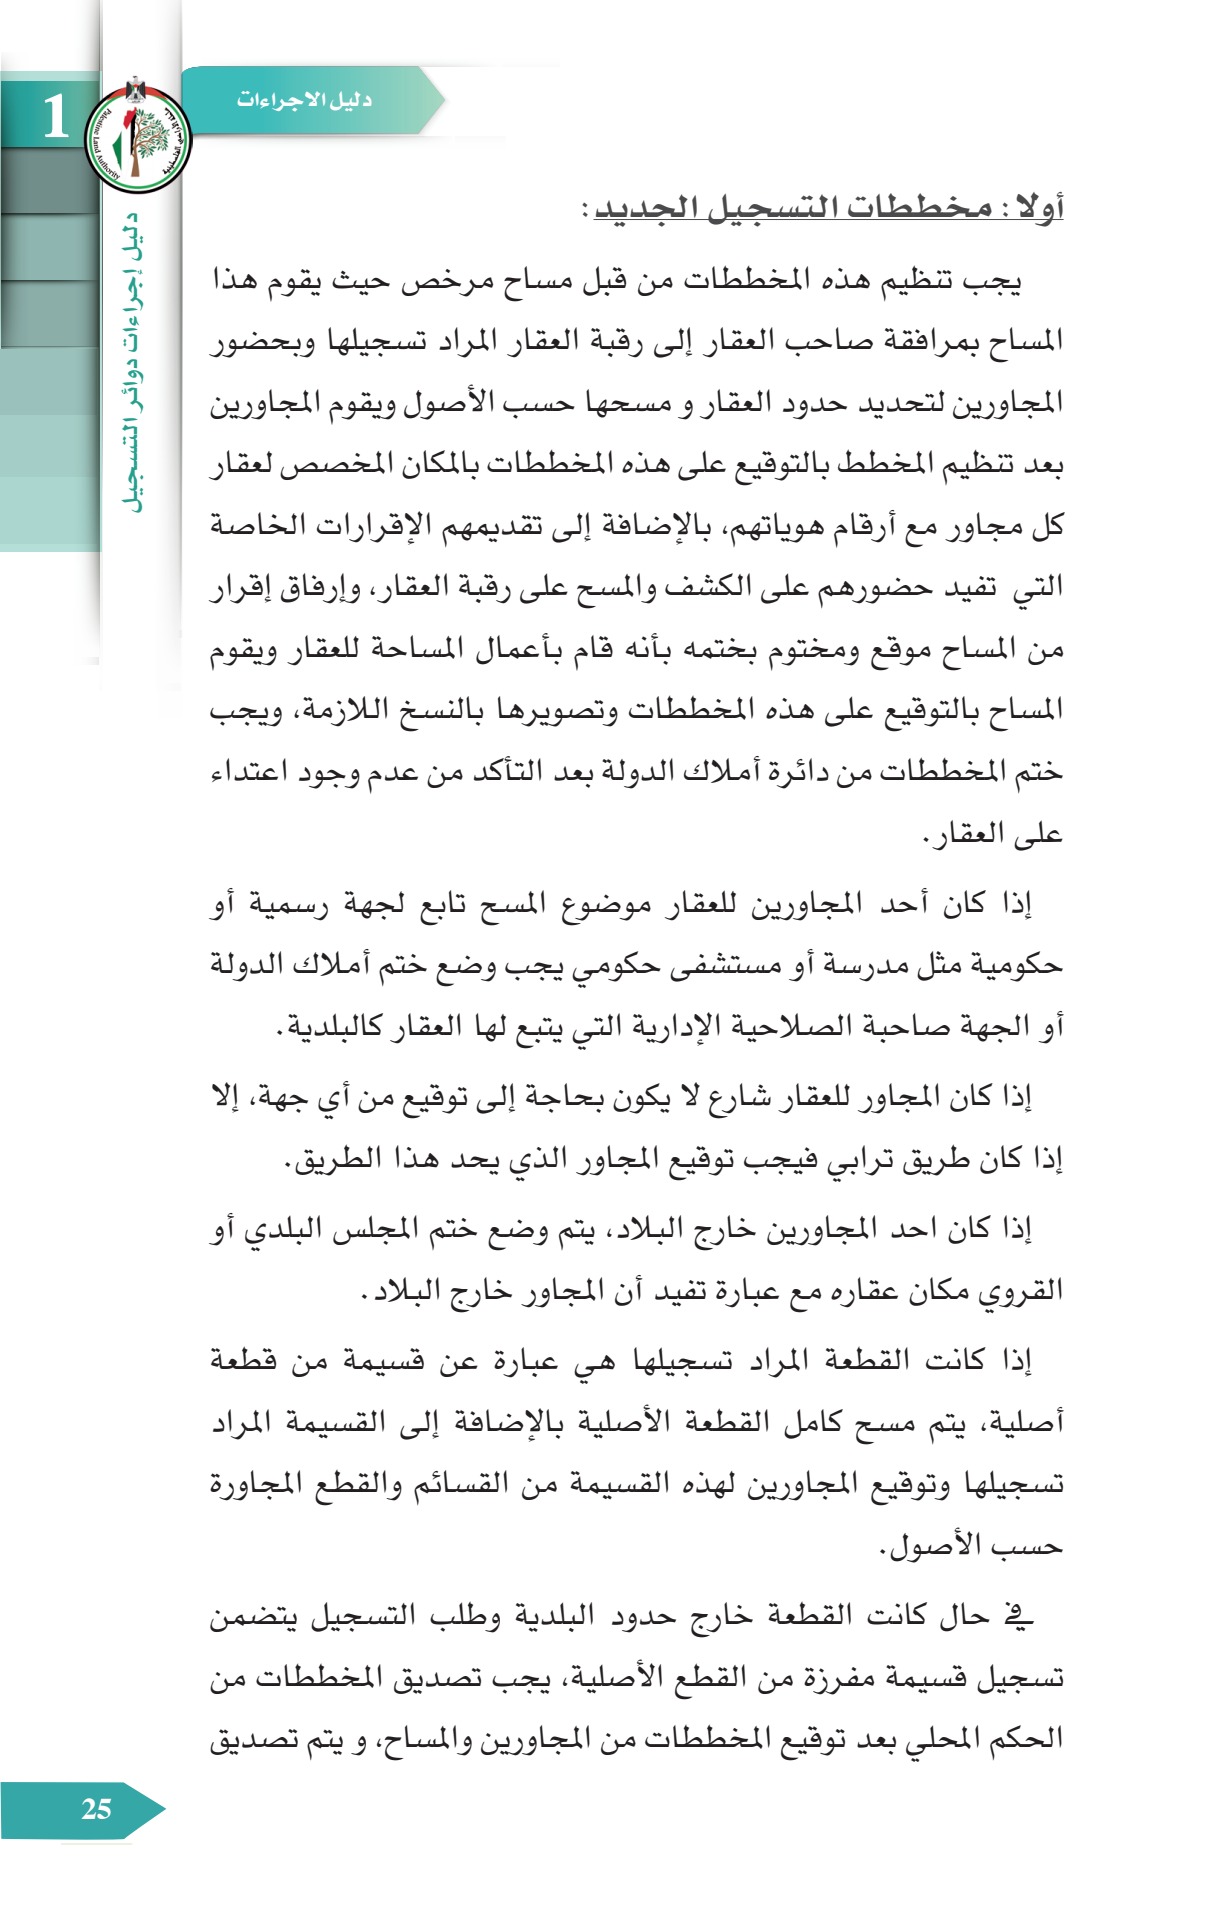 دليل الاجراءات
1
Palestine Land Authority
دليل إجراءات دوائر التسجيل
أولا : مخططات التسجيل الجديد :
يجب تنظيم هذه المخططات من قبل مساح مرخص حيث يقوم هذا
المساح بمرافقة صاحب العقار إلى رقبة العقار المراد تسجيلها وبحضور
المجاورين لتحديد حدود العقار و مسحها حسب الأصول ويقوم المجاورين
بعد تنظيم المخطط بالتوقيع على هذه المخططات بالمكان المخصص لعقار
كل مجاور مع أرقام هوياتهم، بالإضافة إلى تقديمهم الإقرارات الخاصة
التي تفيد حضورهم على الكشف والمسح على رقبة العقار، وإرفاق إقرار
من المساح موقع ومختوم بختمه بأنه قام بأعمال المساحة للعقار ويقوم
المساح بالتوقيع على هذه المخططات وتصويرها بالنسخ اللازمة، ويجب
ختم المخططات من دائرة أملاك الدولة بعد التأكد من عدم وجود اعتداء
على العقار.
إذا كان أحد المجاورين للعقار موضوع المسح تابع لجهة رسمية أو
حكومية مثل مدرسة أو مستشفى حكومي يجب وضع ختم أملاك الدولة
أو الجهة صاحبة الصلاحية الإدارية التي يتبع لها العقار كالبلدية.
إذا كان المجاور للعقار شارع لا يكون بحاجة إلى توقيع من أي جهة، إلا
إذا كان طريق ترابي فيجب توقيع المجاور الذي يحد هذا الطريق.
إذا كان احد المجاورين خارج البلاد، يتم وضع ختم المجلس البلدي أو
القروي مكان عقاره مع عبارة تفيد أن المجاور خارج البلاد.
إذا كانت القطعة المراد تسجيلها هي عبارة عن قسيمة من قطعة
أصلية، يتم مسح كامل القطعة الأصلية بالإضافة إلى القسيمة المراد
تسجيلها وتوقيع المجاورين لهذه القسيمة من القسائم والقطع المجاورة
حسب الأصول.
في حال كانت القطعة خارج حدود البلدية وطلب التسجيل يتضمن
تسجيل قسيمة مفرزة من القطع الأصلية، يجب تصديق المخططات من
الحكم المحلي بعد توقيع المخططات من المجاورين والمساح، و يتم تصديق
25